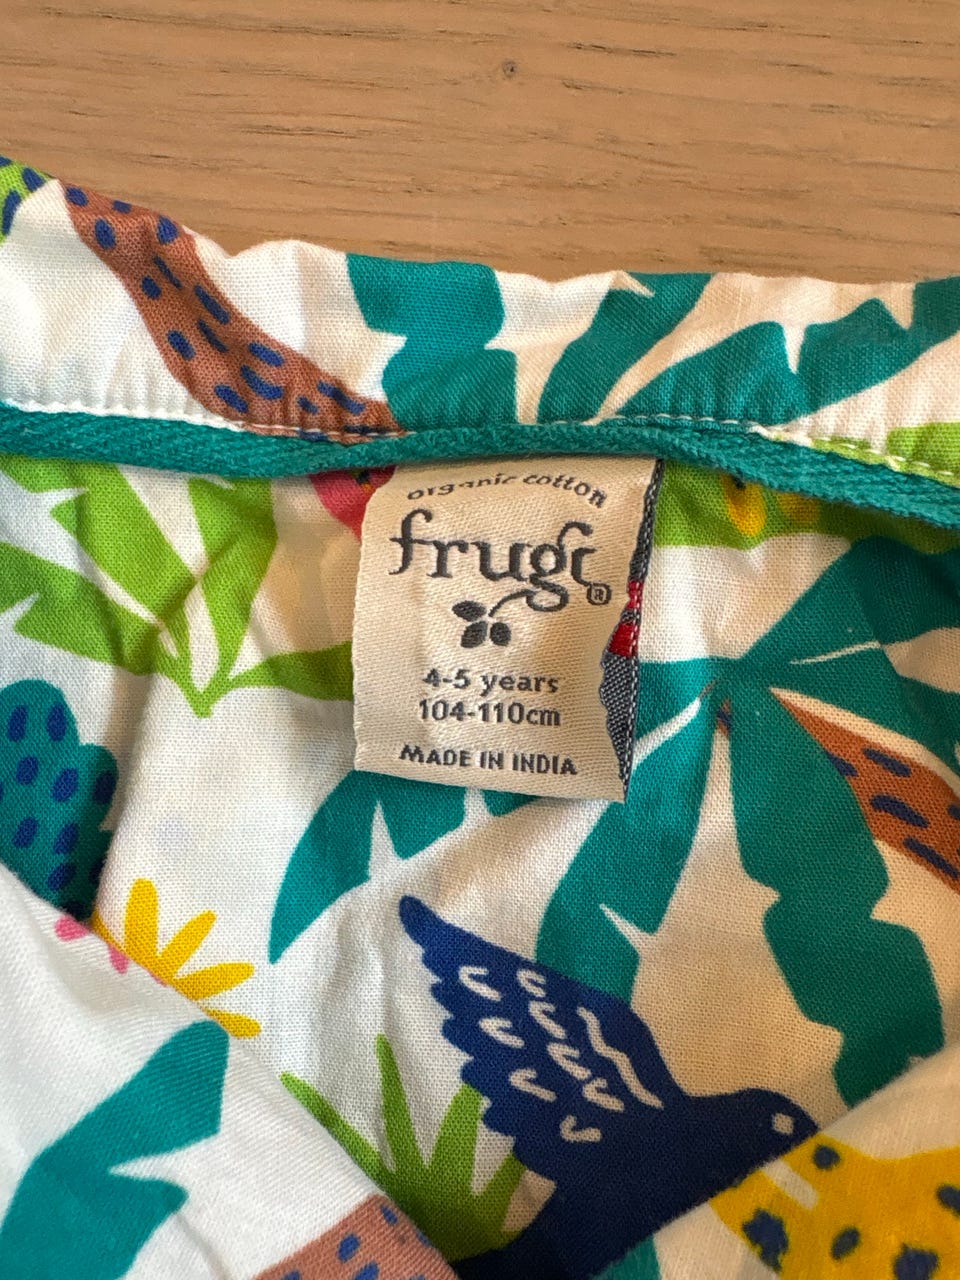 organic cotton
frugi®
4-5 years
104-110cm
MADE IN INDIA